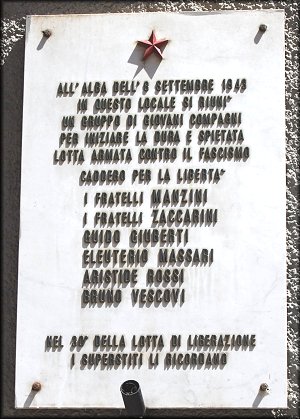 ALL'ALBA DELL'8 SETTEMBRE 1943
IN QUESTO LOCALE SI RIUNI'
UN GRUPPO DI GIOVANI COMPAGNI
PER INIZIARE LA DURA E SPIETATA
LOTTA ARMATA CONTRO IL FASCISMO
CADDERO PER LA LIBERTA'
I FRATELLI MANZINI
I FRATELLI ZACCARINI
GUIDO GIUBERTI
ELEUTERIO MASSARI
ARISTIDE ROSSI
BRUNO VESCOVI
NEL 30° DELLA LOTTA DI LIBERAZIONE
I SUPERSTITI LI RICORDANO